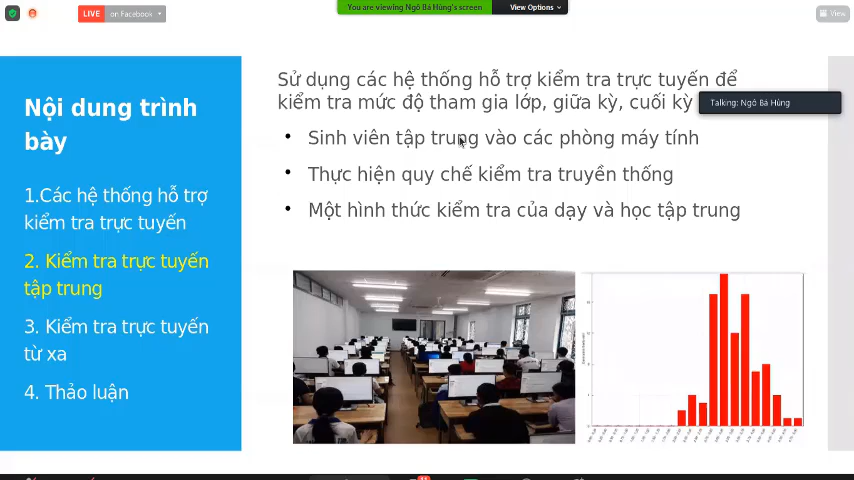 LIVE on Facebook
You are viewing Ngô Bá Hùng's screen
View Options
View
Nội dung trình
bày
1.Các hệ thống hỗ trợ
kiểm tra trực tuyến
2. Kiểm tra trực tuyến
tập trung
3. Kiểm tra trực tuyến
từ xa
4. Thảo luận
Sử dụng các hệ thống hỗ trợ kiểm tra trực tuyến để
kiểm tra mức độ tham gia lớp, giữa kỳ, cuối kỳ
Talking: Ngô Bá Hùng
• Sinh viên tập trung vào các phòng máy tính
• Thực hiện quy chế kiểm tra truyền thống
• Một hình thức kiểm tra của dạy và học tập trung